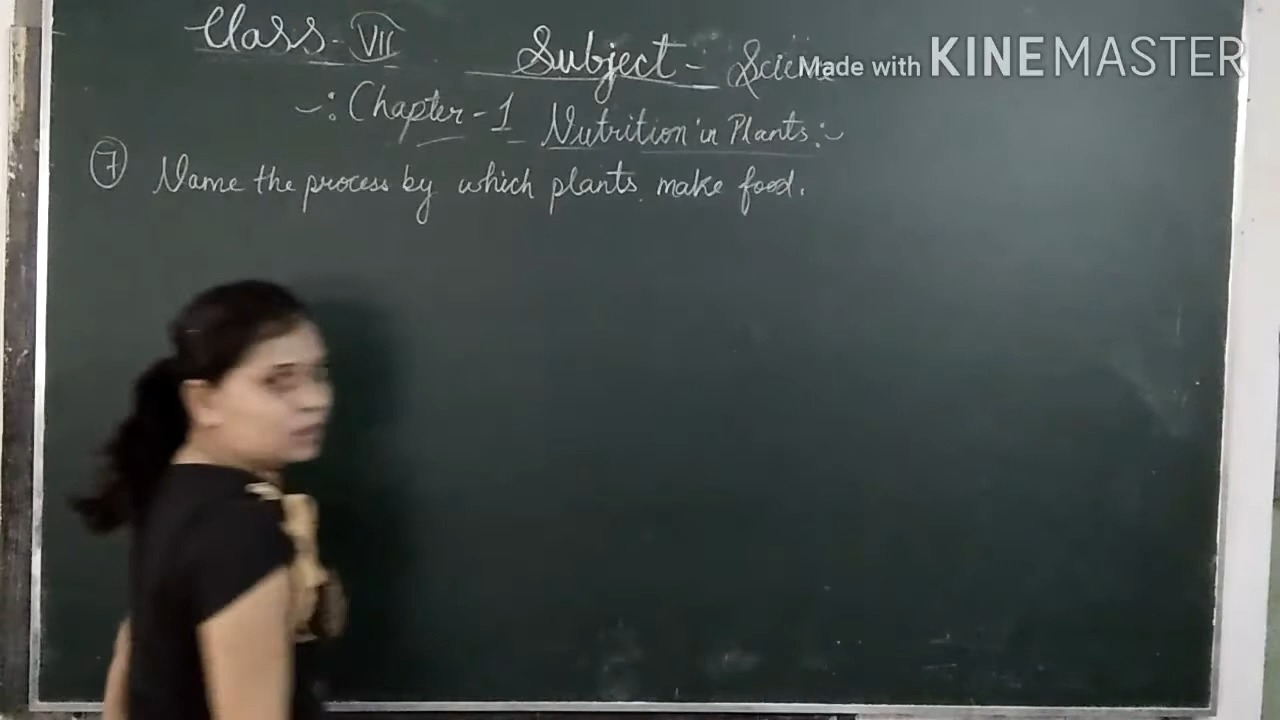 Class - VII Subject - Science
Made with KINEMASTER
-: Chapter - 1 Nutrition in Plants :-
7 Name the process by which plants make food.